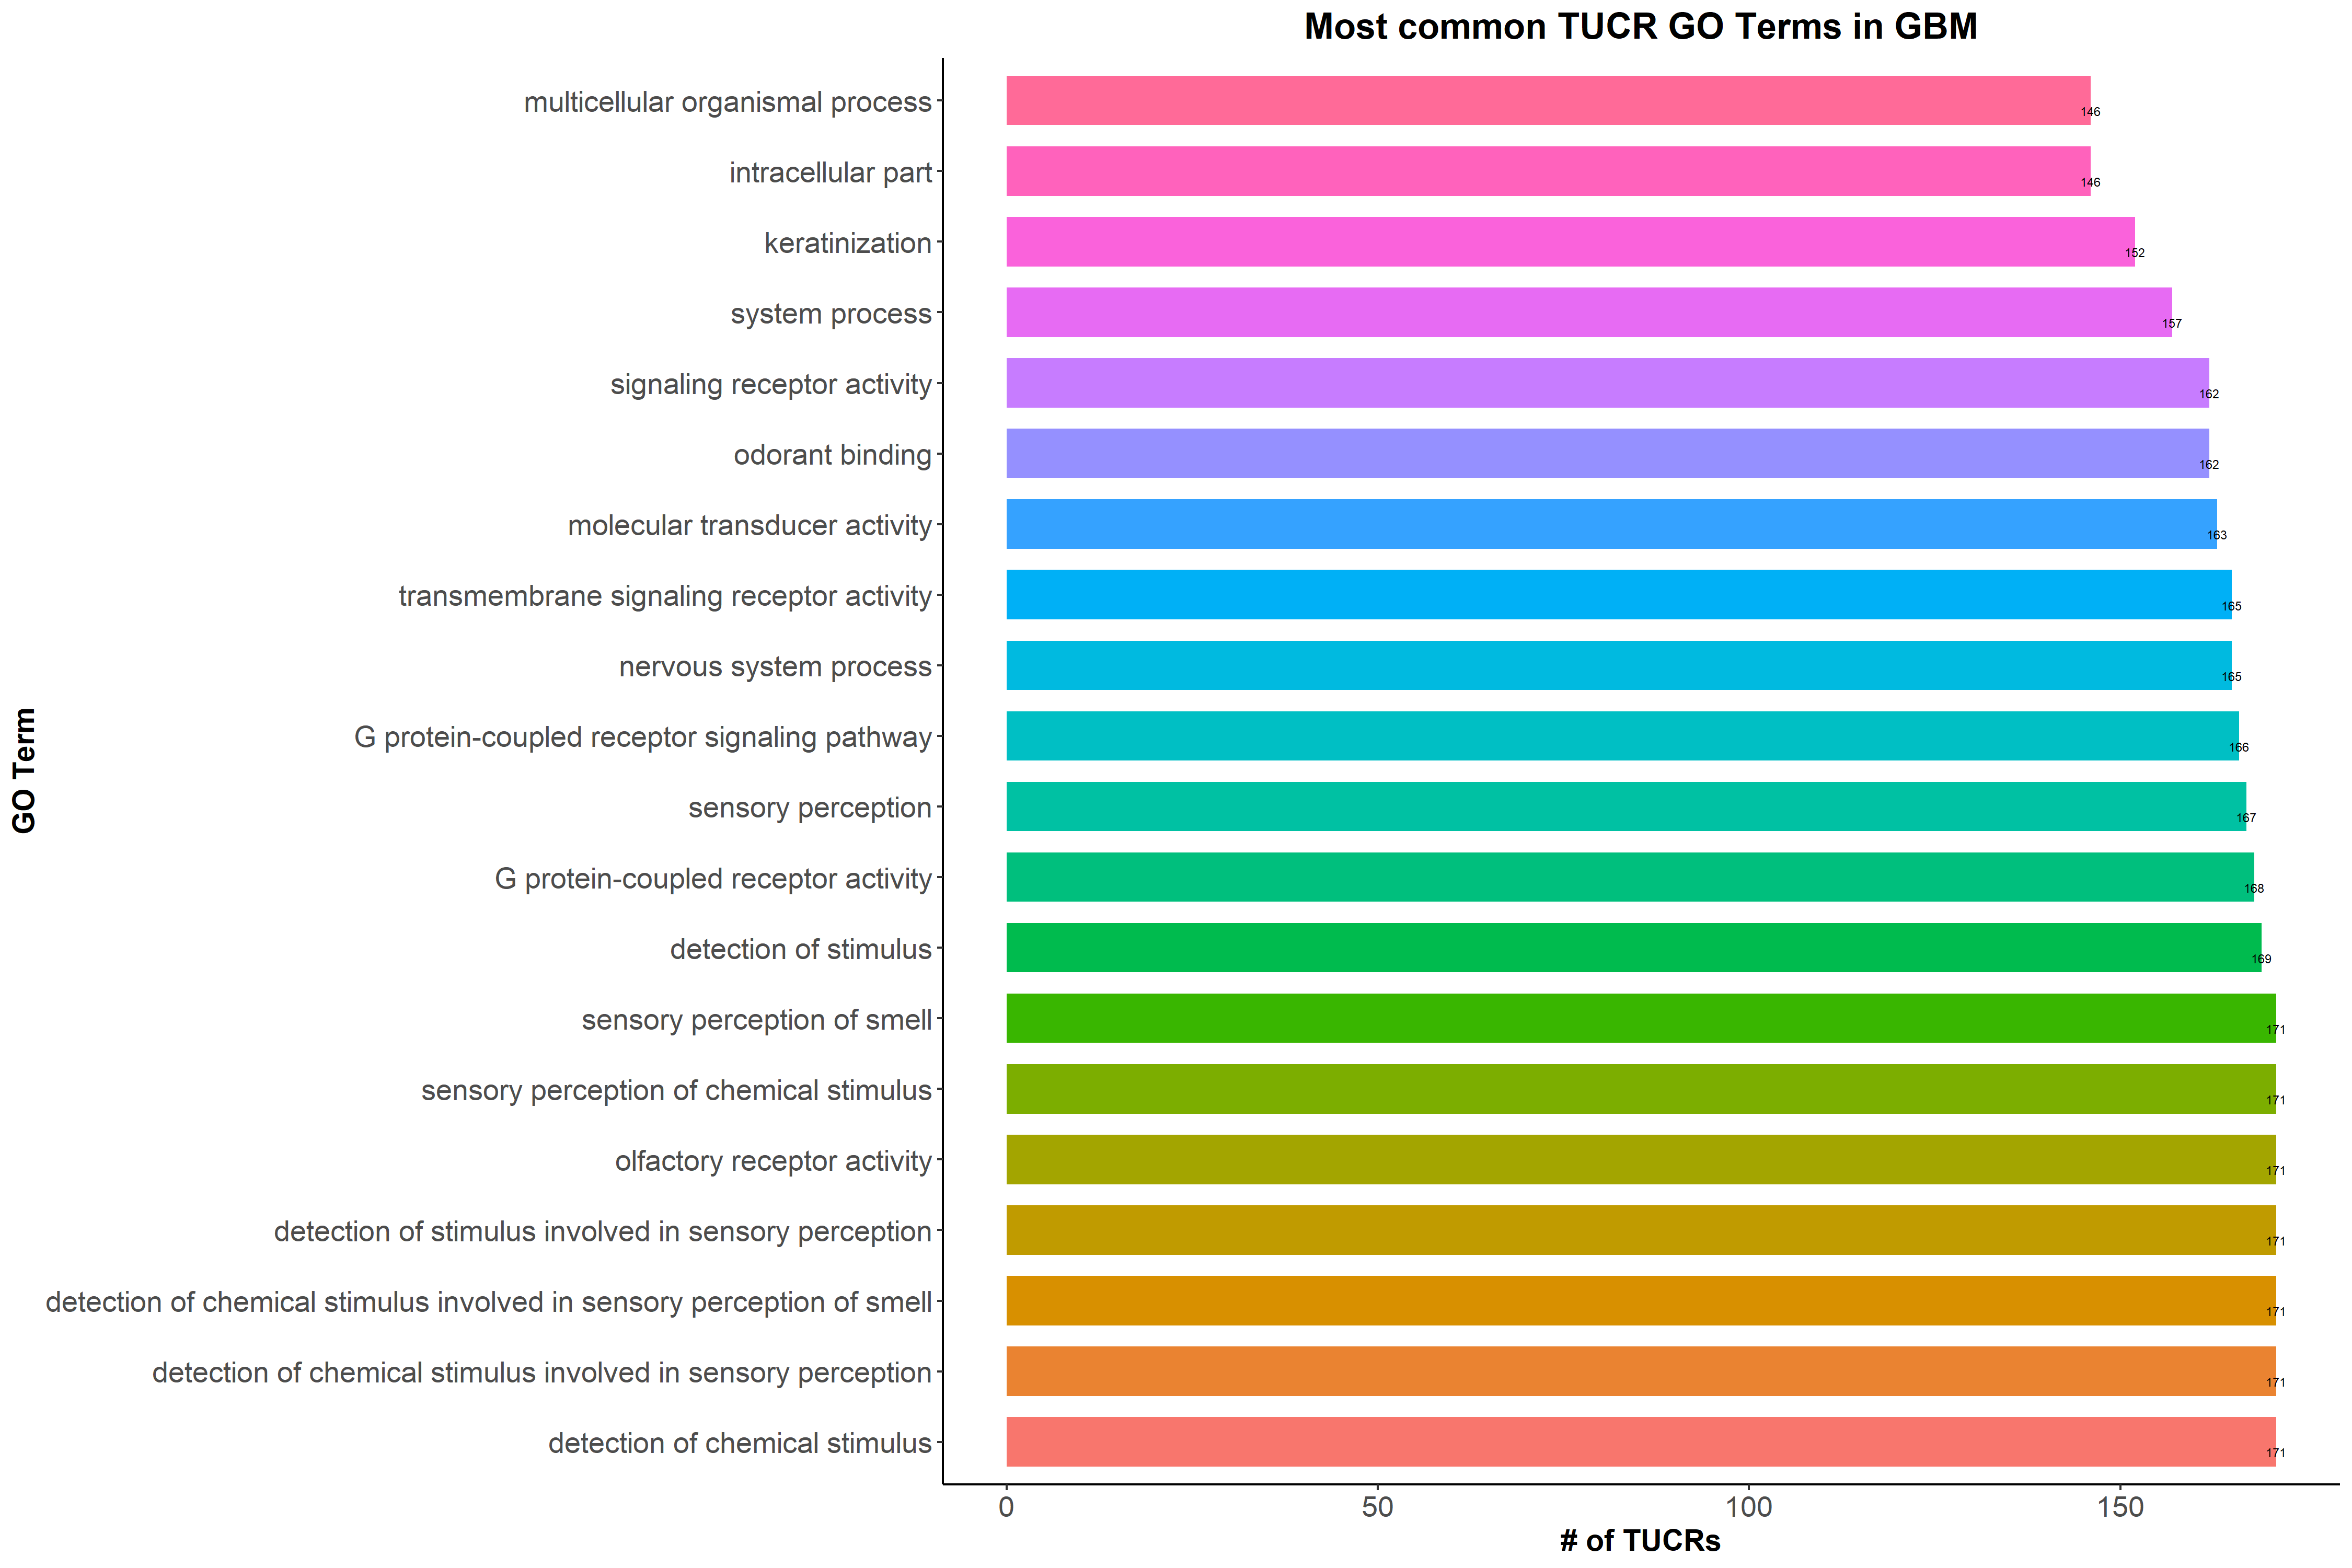 Most common TUCR GO Terms in GBM
multicellular organismal process
146
intracellular part
146
keratinization
152
system process
157
signaling receptor activity
162
odorant binding
162
molecular transducer activity
163
transmembrane signaling receptor activity
165
nervous system process
165
G protein-coupled receptor signaling pathway
166
sensory perception
167
G protein-coupled receptor activity
168
detection of stimulus
169
sensory perception of smell
171
sensory perception of chemical stimulus
171
olfactory receptor activity
171
detection of stimulus involved in sensory perception
171
detection of chemical stimulus involved in sensory perception of smell
171
detection of chemical stimulus involved in sensory perception
171
detection of chemical stimulus
171
GO Term
0 50 100 150
# of TUCRs